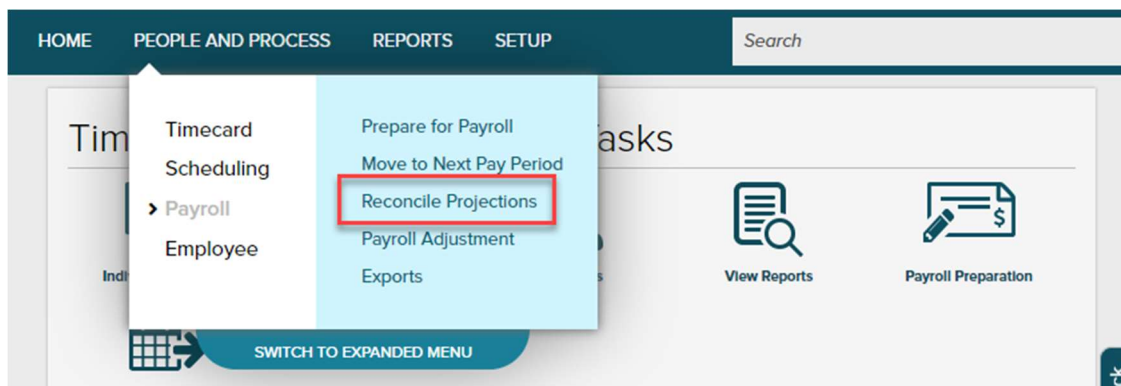 HOME PEOPLE AND PROCESS REPORTS SETUP Search
Timecard
Scheduling
Payroll
Employee
Prepare for Payroll
Move to Next Pay Period
Reconcile Projections
Payroll Adjustment
Exports
View Reports
Payroll Preparation
SWITCH TO EXPANDED MENU